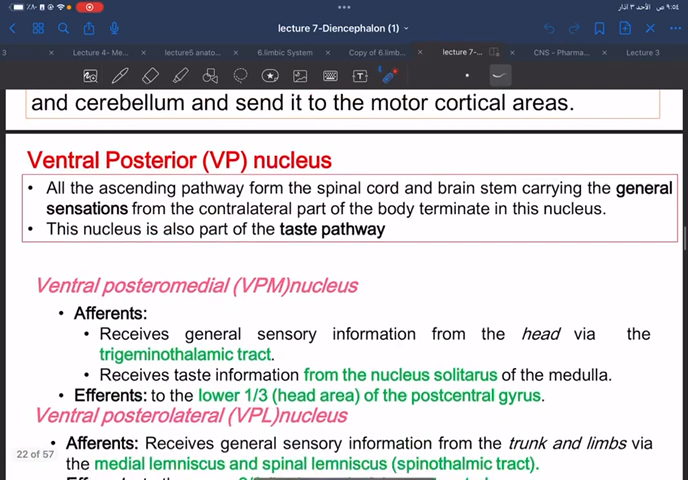 ٩:٥٤ ص الأحد ٣ آذار
٨٠٪
lecture 7-Diencephalon (1)
3
Lecture 4- Me...
lecture5 anato...
6.limbic System
Copy of 6.limb...
lecture 7-...
CNS - Pharma...
Lecture 3
and cerebellum and send it to the motor cortical areas.
Ventral Posterior (VP) nucleus
• All the ascending pathway form the spinal cord and brain stem carrying the general
sensations from the contralateral part of the body terminate in this nucleus.
• This nucleus is also part of the taste pathway
Ventral posteromedial (VPM)nucleus
• Afferents:
• Receives general sensory information from the head via the
trigeminothalamic tract.
• Receives taste information from the nucleus solitarus of the medulla.
• Efferents: to the lower 1/3 (head area) of the postcentral gyrus.
Ventral posterolateral (VPL)nucleus
• Afferents: Receives general sensory information from the trunk and limbs via
22 of 57
the medial lemniscus and spinal lemniscus (spinothalmic tract).